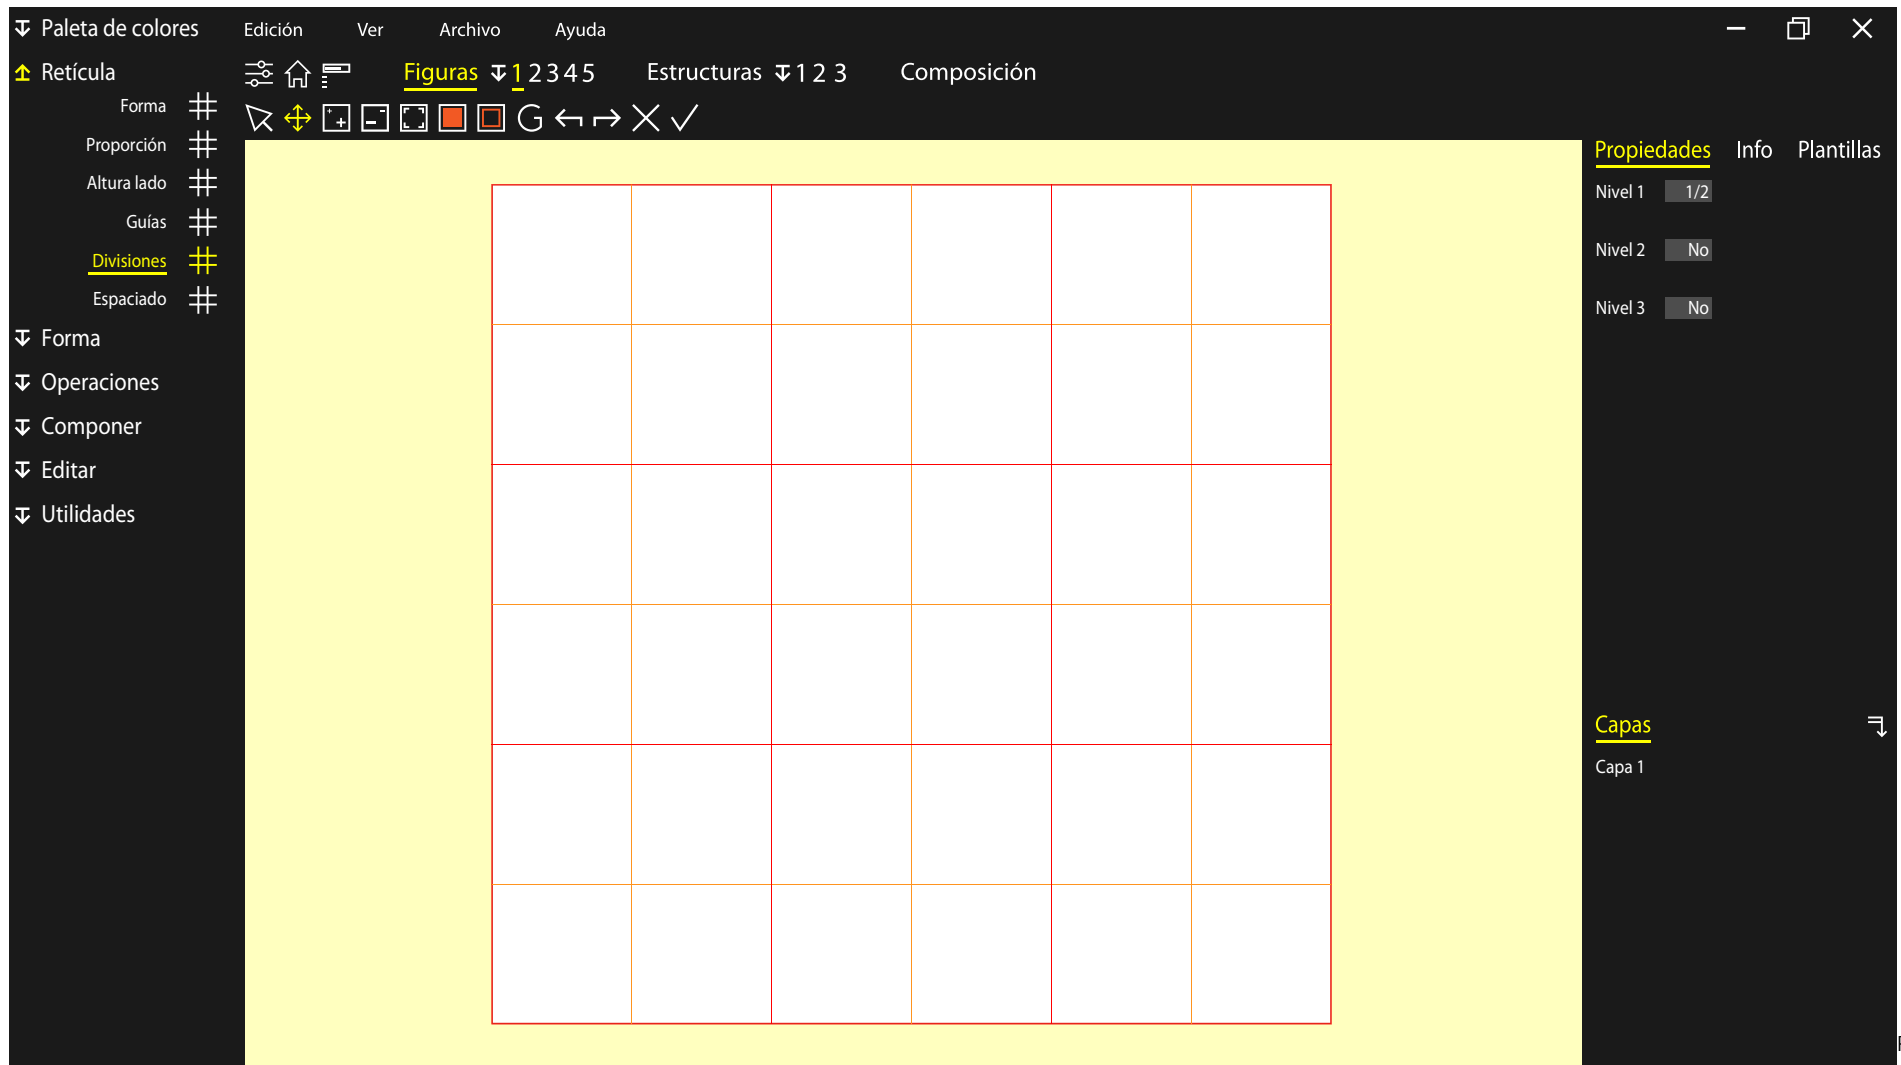 Paleta de colores
Edición Ver Archivo Ayuda
Retícula
Figuras 1 2 3 4 5 Estructuras 1 2 3 Composición
Forma
Proporción
Altura lado
Guías
Divisiones
Espaciado
Forma
Operaciones
Componer
Editar
Utilidades
Propiedades Info Plantillas
Nivel 1 1/2
Nivel 2 No
Nivel 3 No
Capas
Capa 1